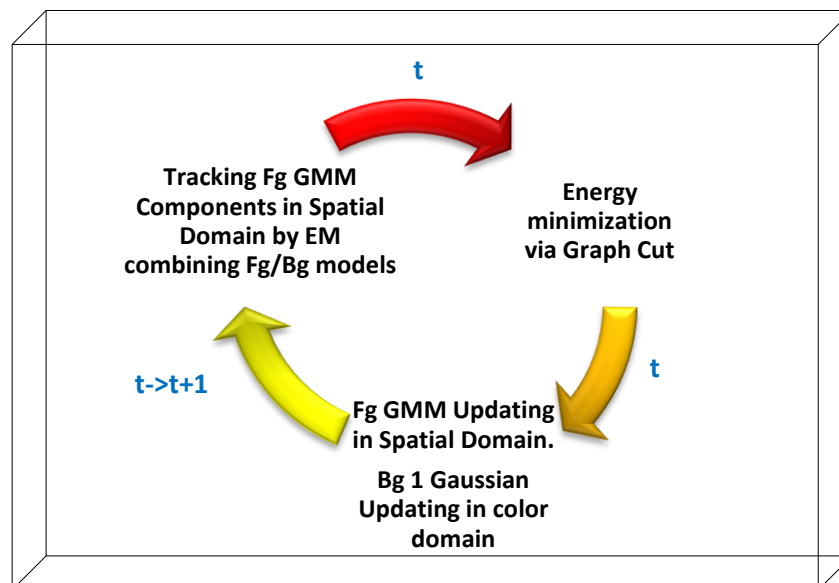 t
Tracking Fg GMM
Components in Spatial
Domain by EM
combining Fg/Bg models
Energy
minimization
via Graph Cut
t
t->t+1
Fg GMM Updating
in Spatial Domain.
Bg 1 Gaussian
Updating in color
domain